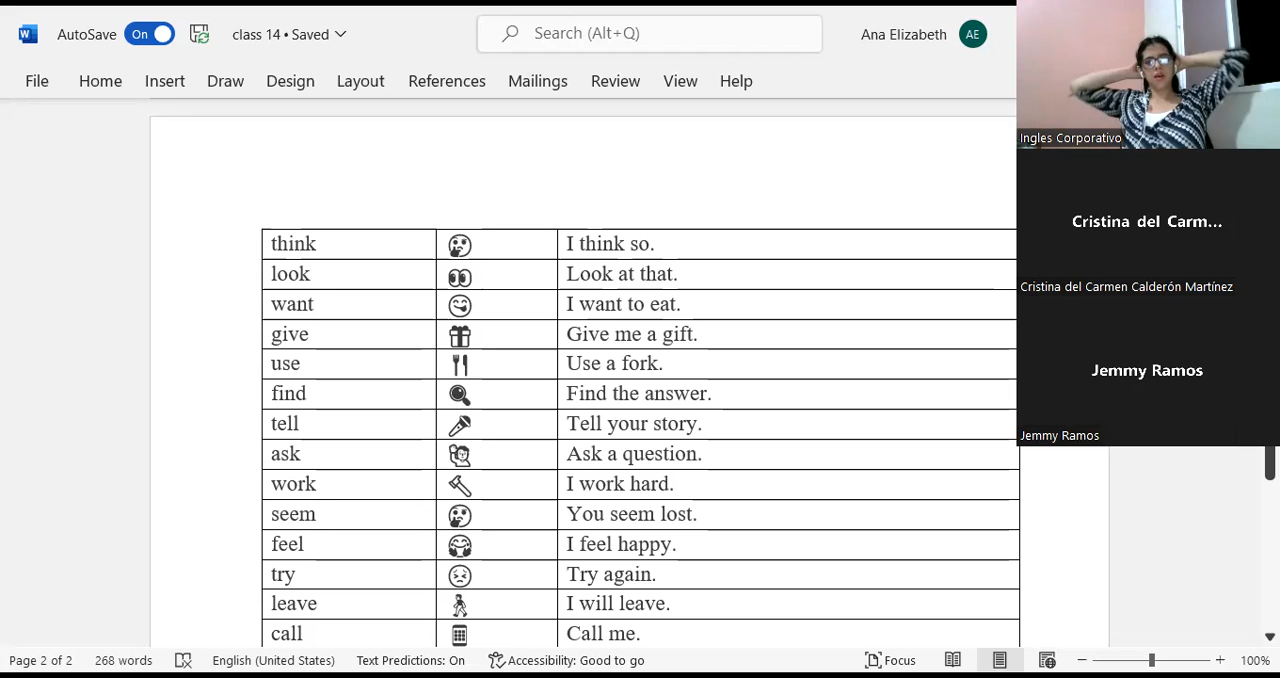 AutoSave On class 14 • Saved Search (Alt+Q) Ana Elizabeth AE
File Home Insert Draw Design Layout References Mailings Review View Help
think I think so.
look Look at that.
want I want to eat.
give Give me a gift.
use Use a fork.
find Find the answer.
tell Tell your story.
ask Ask a question.
work I work hard.
seem You seem lost.
feel I feel happy.
try Try again.
leave I will leave.
call Call me.
Page 2 of 2 268 words English (United States) Text Predictions: On Accessibility: Good to go Focus 100%
Ingles Corporativo
Cristina del Carm...
Cristina del Carmen Calderón Martínez
Jemmy Ramos
Jemmy Ramos